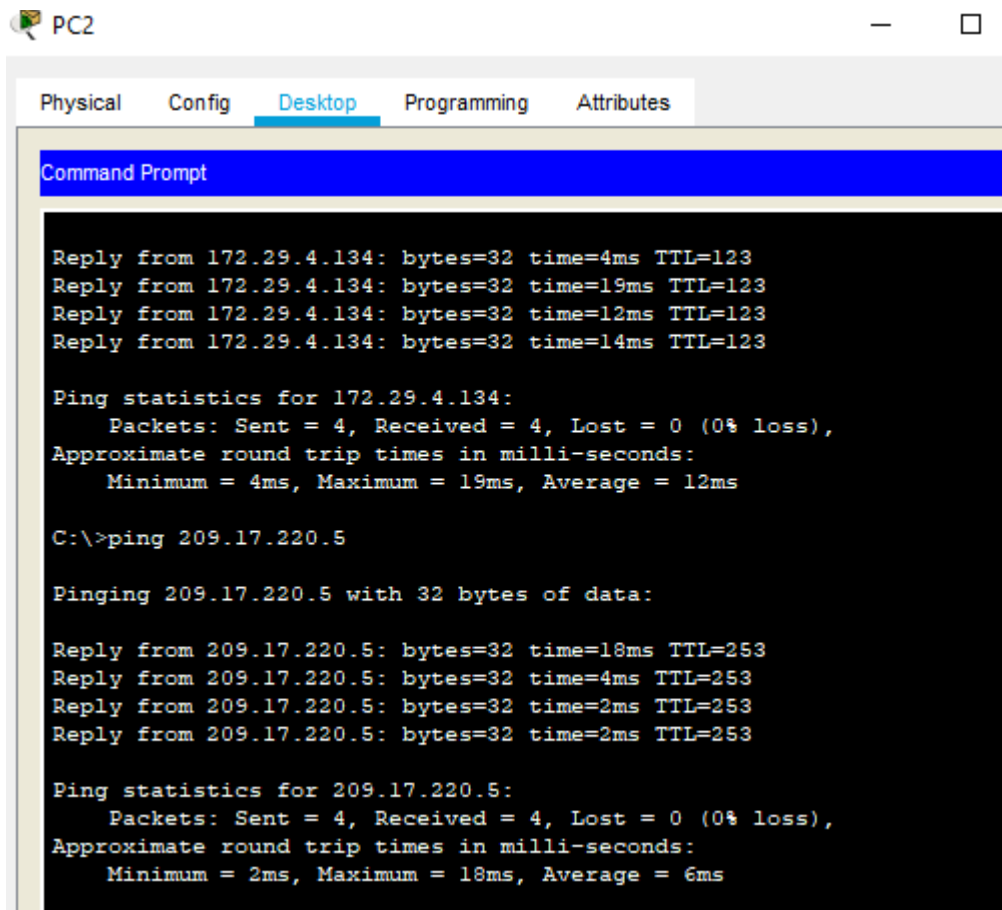 PC2
Physical Config Desktop Programming Attributes
Command Prompt
Reply from 172.29.4.134: bytes=32 time=4ms TTL=123
Reply from 172.29.4.134: bytes=32 time=19ms TTL=123
Reply from 172.29.4.134: bytes=32 time=12ms TTL=123
Reply from 172.29.4.134: bytes=32 time=14ms TTL=123
Ping statistics for 172.29.4.134:
Packets: Sent = 4, Received = 4, Lost = 0 (0% loss),
Approximate round trip times in milli-seconds:
Minimum = 4ms, Maximum = 19ms, Average = 12ms
C:\>ping 209.17.220.5
Pinging 209.17.220.5 with 32 bytes of data:
Reply from 209.17.220.5: bytes=32 time=18ms TTL=253
Reply from 209.17.220.5: bytes=32 time=4ms TTL=253
Reply from 209.17.220.5: bytes=32 time=2ms TTL=253
Reply from 209.17.220.5: bytes=32 time=2ms TTL=253
Ping statistics for 209.17.220.5:
Packets: Sent = 4, Received = 4, Lost = 0 (0% loss),
Approximate round trip times in milli-seconds:
Minimum = 2ms, Maximum = 18ms, Average = 6ms